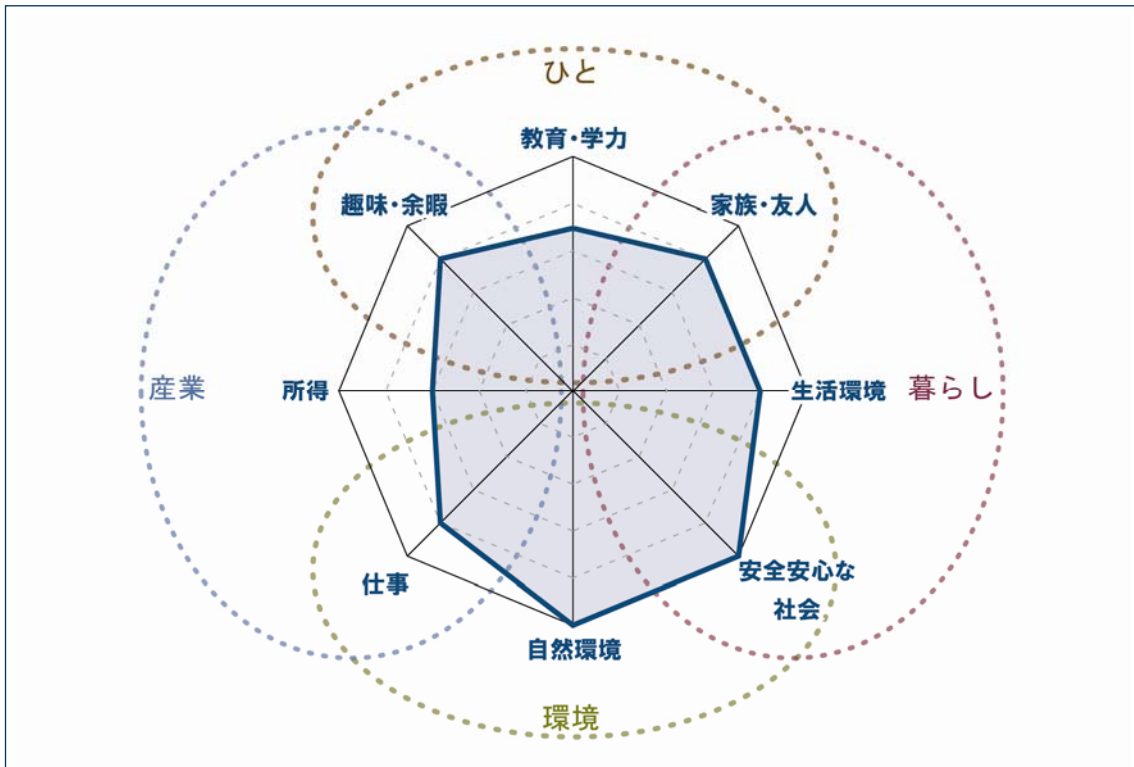 ひと
教育・学力
趣味・余暇
家族・友人
産業
所得
生活環境
暮らし
仕事
安全安心な
社会
自然環境
環境